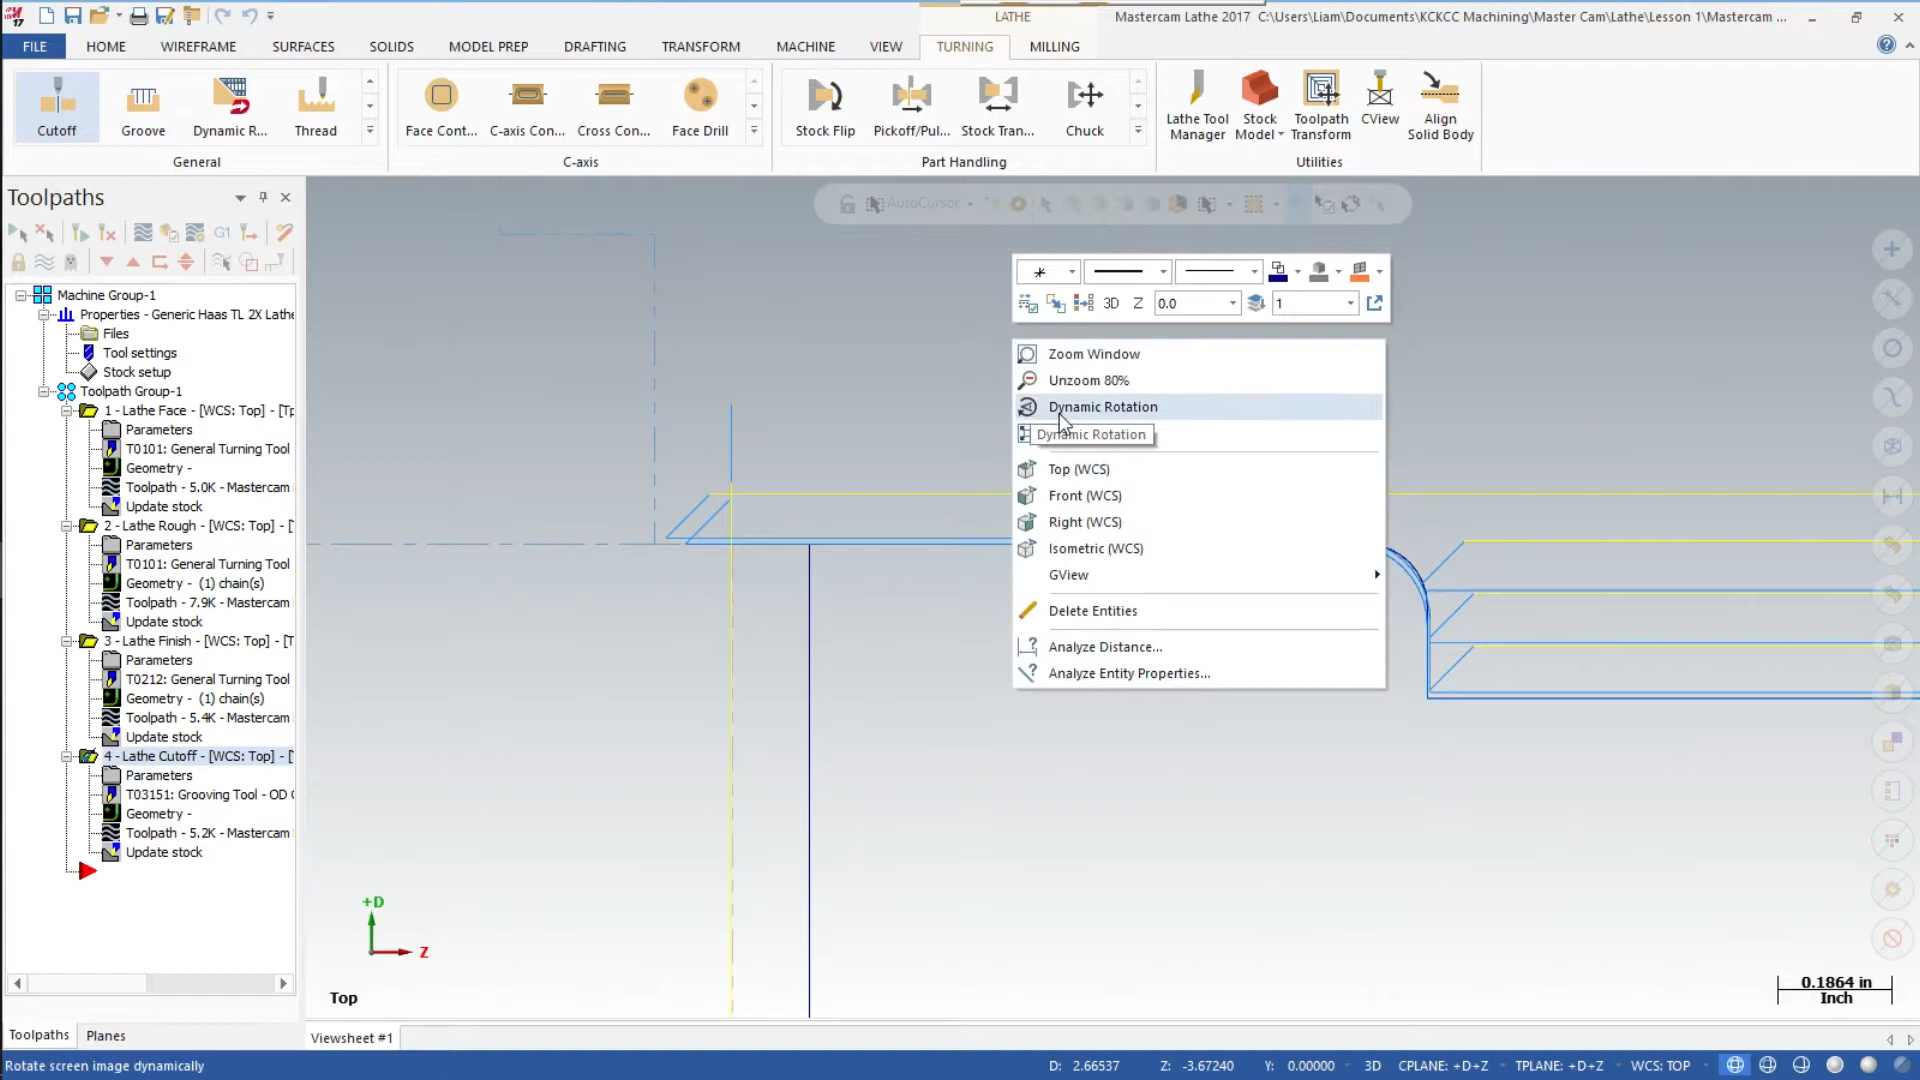 LATHE
Mastercam Lathe 2017 C:\Users\Liam\Documents\KCKCC Machining\Master Cam\Lathe\Lesson 1\Mastercam ...
17
FILE HOME WIREFRAME SURFACES SOLIDS MODEL PREP DRAFTING TRANSFORM MACHINE VIEW TURNING MILLING
Cutoff Groove Dynamic R... Thread
Face Cont... C-axis Con... Cross Con... Face Drill
Stock Flip Pickoff/Pul... Stock Tran... Chuck
Lathe Tool Manager
Stock Model
Toolpath Transform
CView
Align Solid Body
General C-axis Part Handling Utilities
Toolpaths
AutoCursor
G1
Machine Group-1
Properties - Generic Haas TL 2X Lathe
Files
Tool settings
Stock setup
Toolpath Group-1
1 - Lathe Face - [WCS: Top] - [Tp
Parameters
T0101: General Turning Tool
Geometry -
Toolpath - 5.0K - Mastercam
Update stock
2 - Lathe Rough - [WCS: Top] - [
Parameters
T0101: General Turning Tool
Geometry - (1) chain(s)
Toolpath - 7.9K - Mastercam
Update stock
3 - Lathe Finish - [WCS: Top] - [T
Parameters
T0212: General Turning Tool
Geometry - (1) chain(s)
Toolpath - 5.4K - Mastercam
Update stock
4 - Lathe Cutoff - [WCS: Top] - [
Parameters
T03151: Grooving Tool - OD
Geometry -
Toolpath - 5.2K - Mastercam
Update stock
3D Z 0.0 1
Zoom Window
Unzoom 80%
Dynamic Rotation
Dynamic Rotation
Top (WCS)
Front (WCS)
Right (WCS)
Isometric (WCS)
GView
Delete Entities
Analyze Distance...
Analyze Entity Properties...
+D
Z
Top
0.1864 in
Inch
Toolpaths Planes
Viewsheet #1
Rotate screen image dynamically
D: 2.66537 Z: -3.67240 Y: 0.00000 3D CPLANE: +D+Z TPLANE: +D+Z WCS: TOP